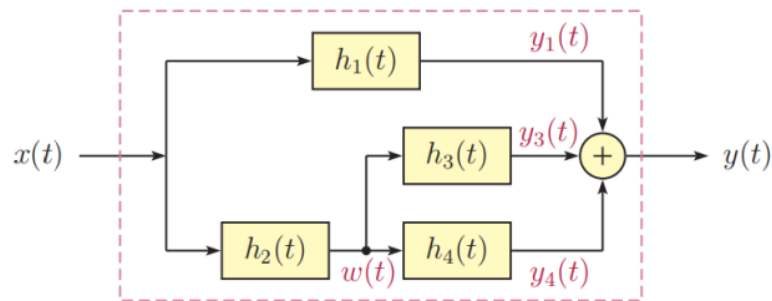 y₁(t)
h₁(t)
x(t)
h₃(t)
y₃(t)
+
y(t)
h₂(t)
w(t)
h₄(t)
y₄(t)